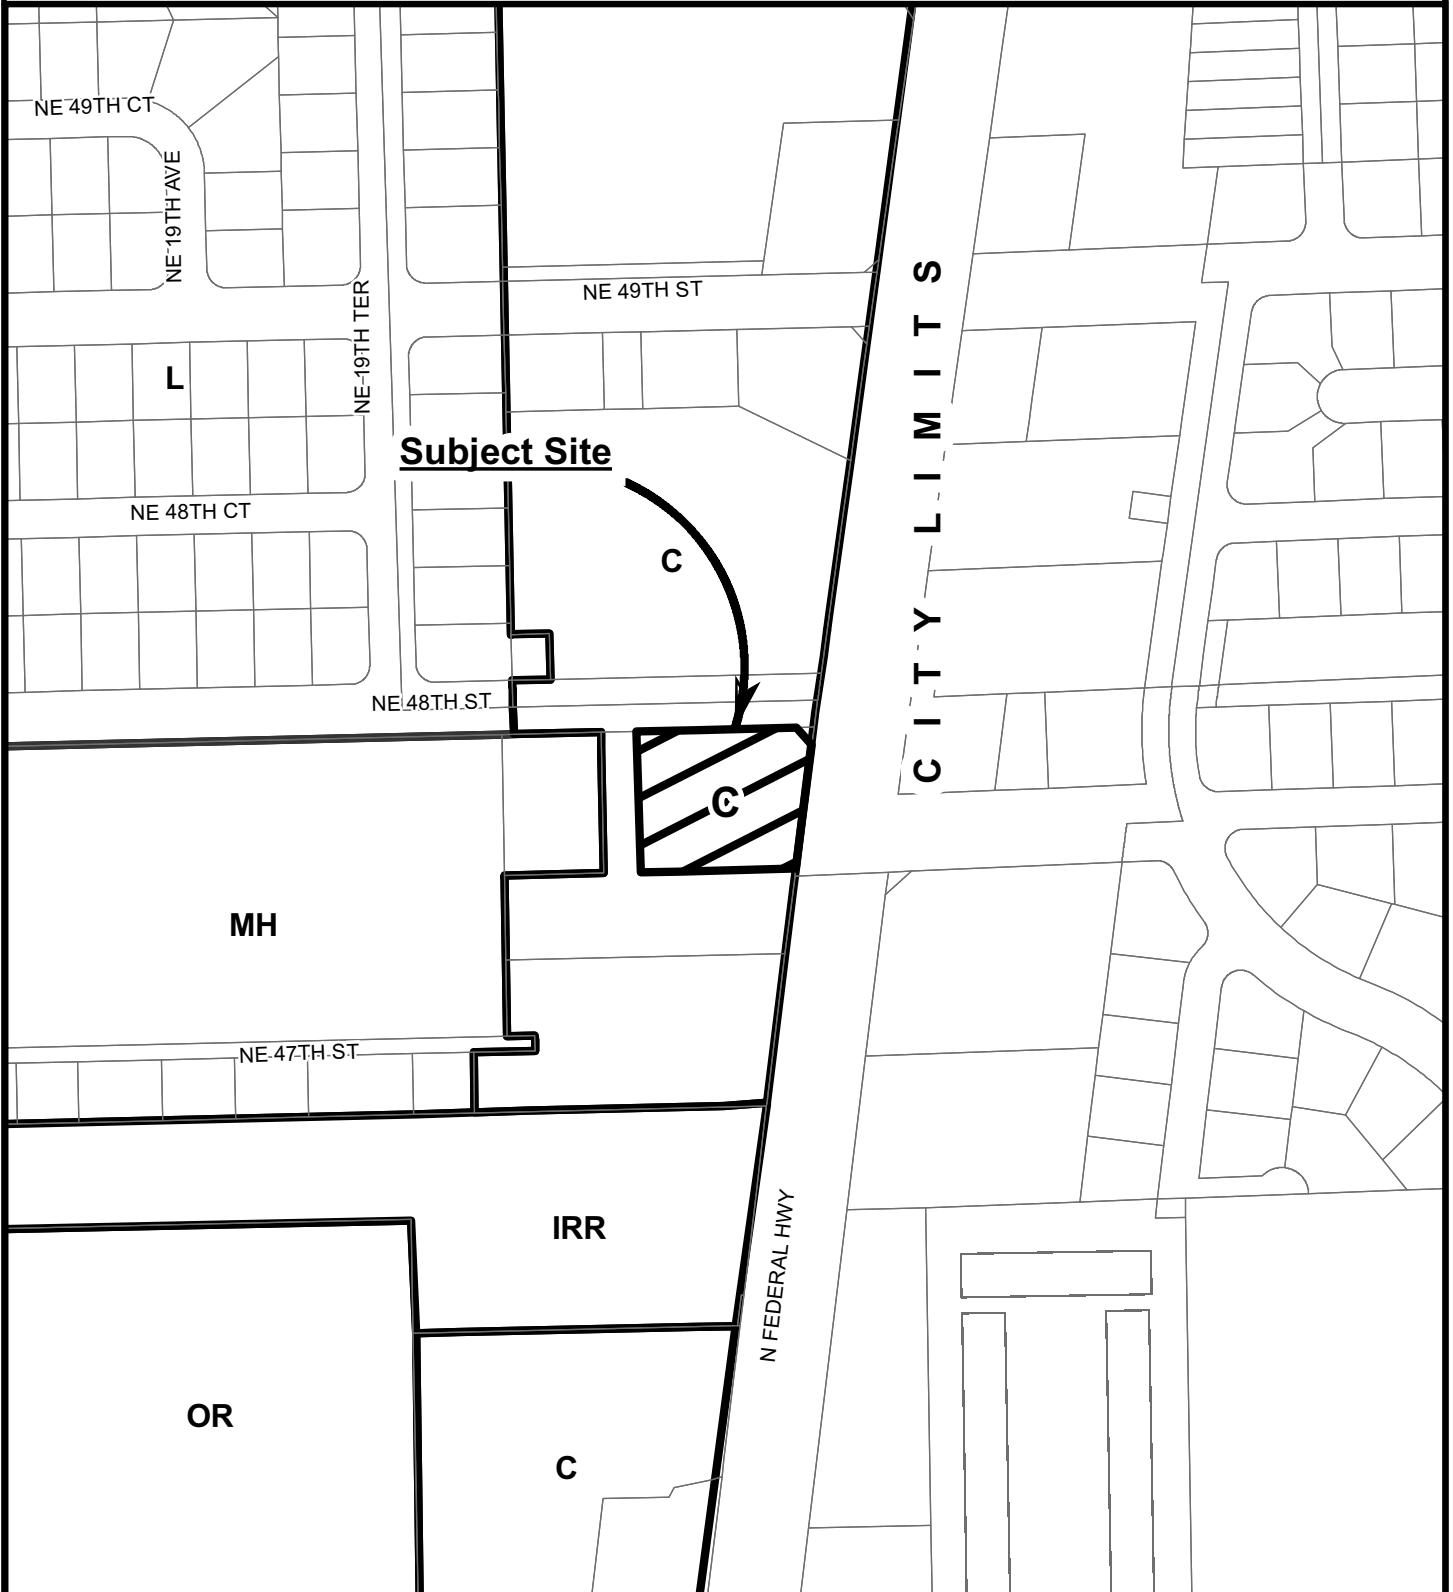 NE 49TH CT
NE 19TH AVE
NE 19TH TER
NE 49TH ST
CITY LIMITS
L
Subject Site
NE 48TH CT
C
NE 48TH ST
C
MH
NE 47TH ST
IRR
N FEDERAL HWY
OR
C